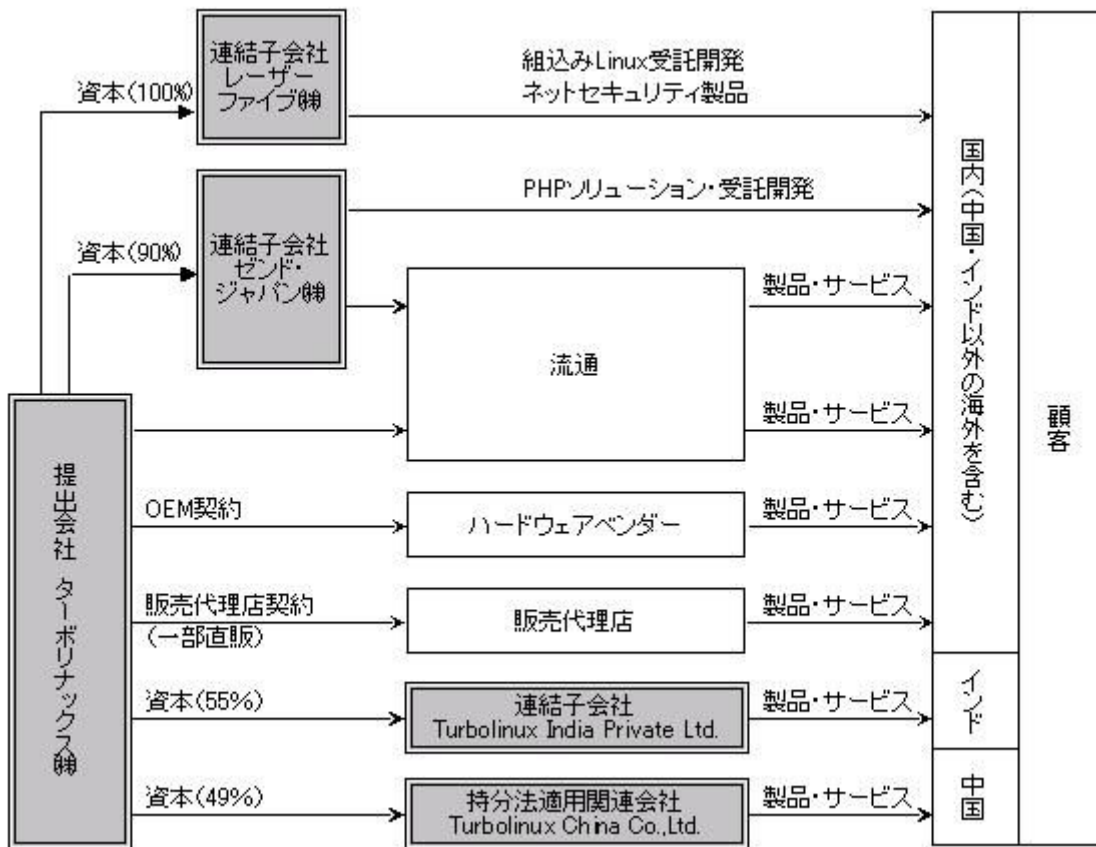 連結子会社
レーザー
ファイブ㈱
資本(100%)
組込みLinux受託開発
ネットセキュリティ製品
連結子会社
ゼンド・
ジャパン㈱
資本(90%)
PHPソリューション・受託開発
流通
製品・サービス
製品・サービス
提出会社 ターボリナックス㈱
OEM契約
ハードウェアベンダー
製品・サービス
販売代理店契約
(一部直販)
販売代理店
製品・サービス
資本(55%)
連結子会社
Turbolinux India Private Ltd.
製品・サービス
資本(49%)
持分法適用関連会社
Turbolinux China Co.,Ltd.
製品・サービス
国内(中国・インド以外の海外を含む)
インド
中国
顧客